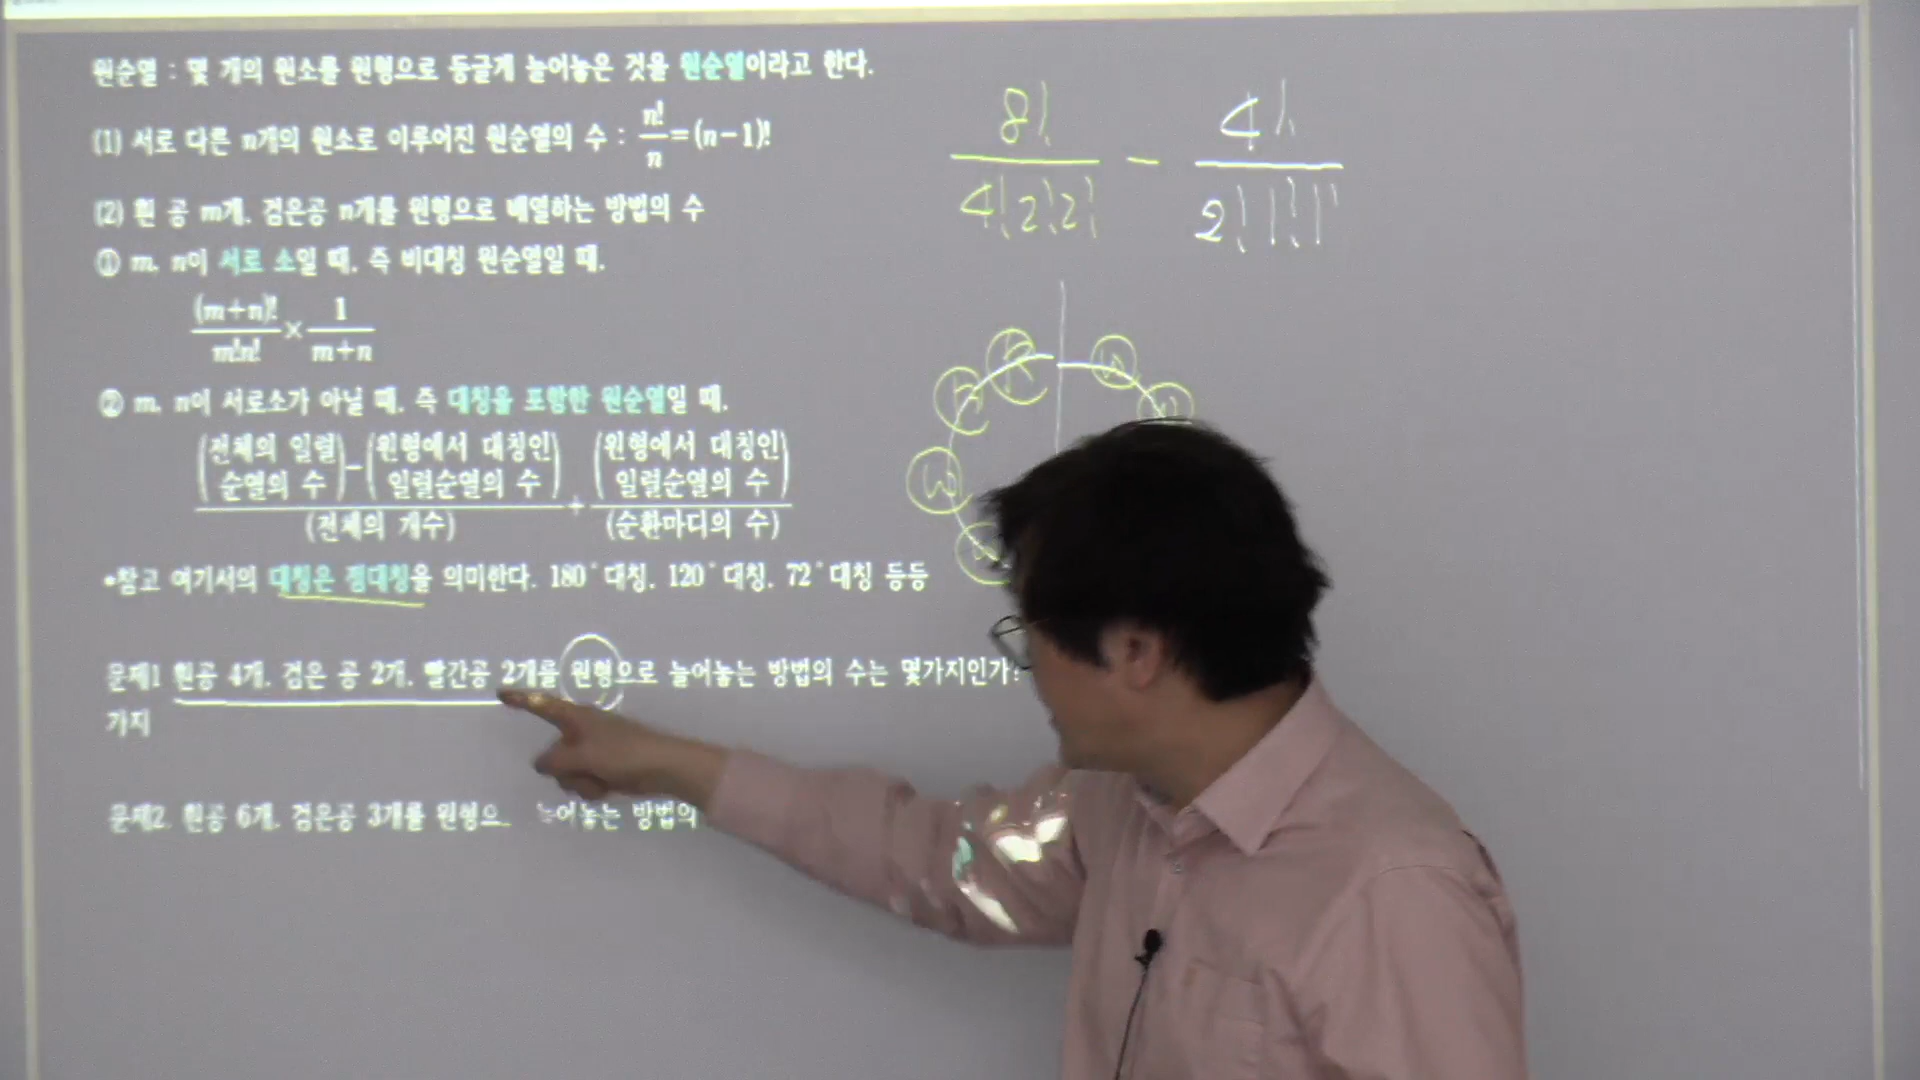 원순열 : 몇 개의 원소를 원형으로 둥글게 늘어놓은 것을 원순열이라고 한다.
(1) 서로 다른 n개의 원소로 이루어진 원순열의 수 : n!/n=(n-1)!
(2) 흰 공 m개, 검은공 n개를 원형으로 배열하는 방법의 수
① m, n이 서로 소일 때, 즉 비대칭 원순열일 때,
(m+n)!/m!n! × 1/m+n
② m, n이 서로소가 아닐 때, 즉 대칭을 포함한 원순열일 때,
(전체의 일렬 순열의 수)-(원형에서 대칭인 일렬순열의 수)/(전체의 개수) + (원형에서 대칭인 일렬순열의 수)/(순환마디의 수)
*참고 여기서의 대칭은 점대칭을 의미한다. 180°대칭, 120°대칭, 72°대칭 등등
문제1 흰공 4개, 검은 공 2개, 빨간공 2개를 원형으로 늘어놓는 방법의 수는 몇가지인가?
가지
문제2. 흰공 6개, 검은공 3개를 원형으 늘어놓는 방법의
8!/4!2!2! - 4!/2!1!1!
R W
W